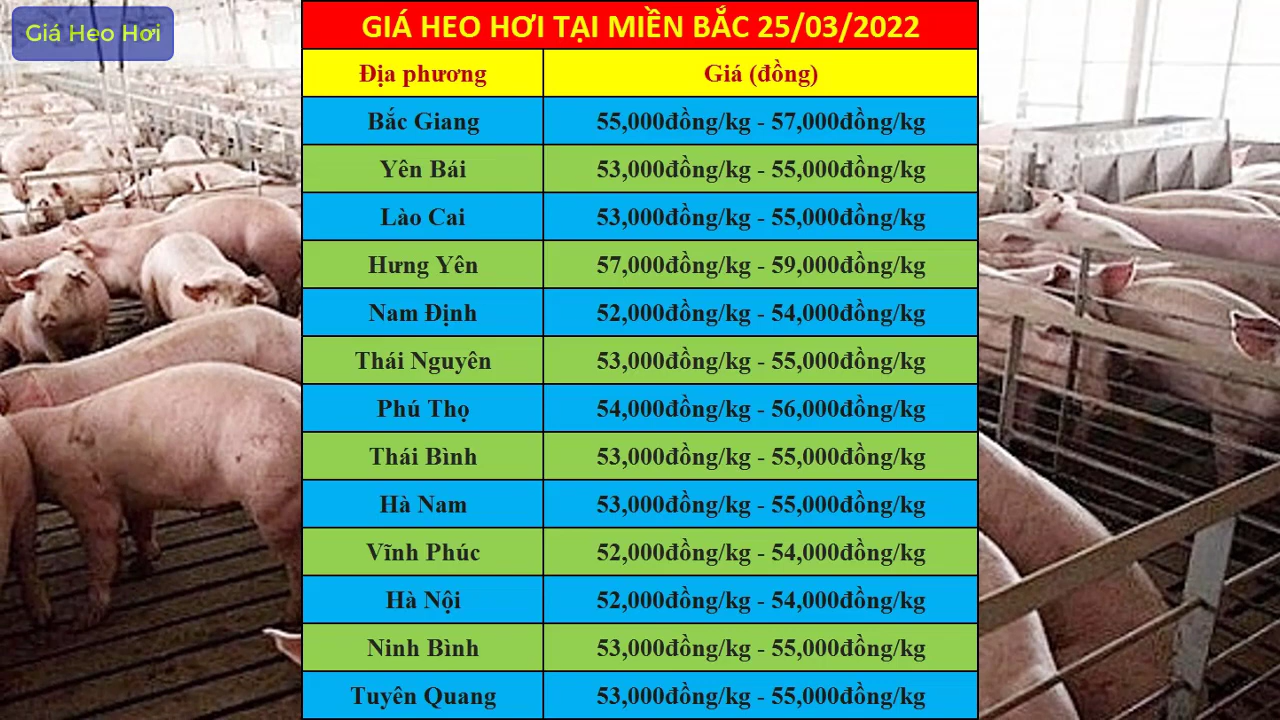 Giá Heo Hơi
GIÁ HEO HƠI TẠI MIỀN BẮC 25/03/2022
Địa phương Giá (đồng)
Bắc Giang 55,000đồng/kg - 57,000đồng/kg
Yên Bái 53,000đồng/kg - 55,000đồng/kg
Lào Cai 53,000đồng/kg - 55,000đồng/kg
Hưng Yên 57,000đồng/kg - 59,000đồng/kg
Nam Định 52,000đồng/kg - 54,000đồng/kg
Thái Nguyên 53,000đồng/kg - 55,000đồng/kg
Phú Thọ 54,000đồng/kg - 56,000đồng/kg
Thái Bình 53,000đồng/kg - 55,000đồng/kg
Hà Nam 53,000đồng/kg - 55,000đồng/kg
Vĩnh Phúc 52,000đồng/kg - 54,000đồng/kg
Hà Nội 52,000đồng/kg - 54,000đồng/kg
Ninh Bình 53,000đồng/kg - 55,000đồng/kg
Tuyên Quang 53,000đồng/kg - 55,000đồng/kg